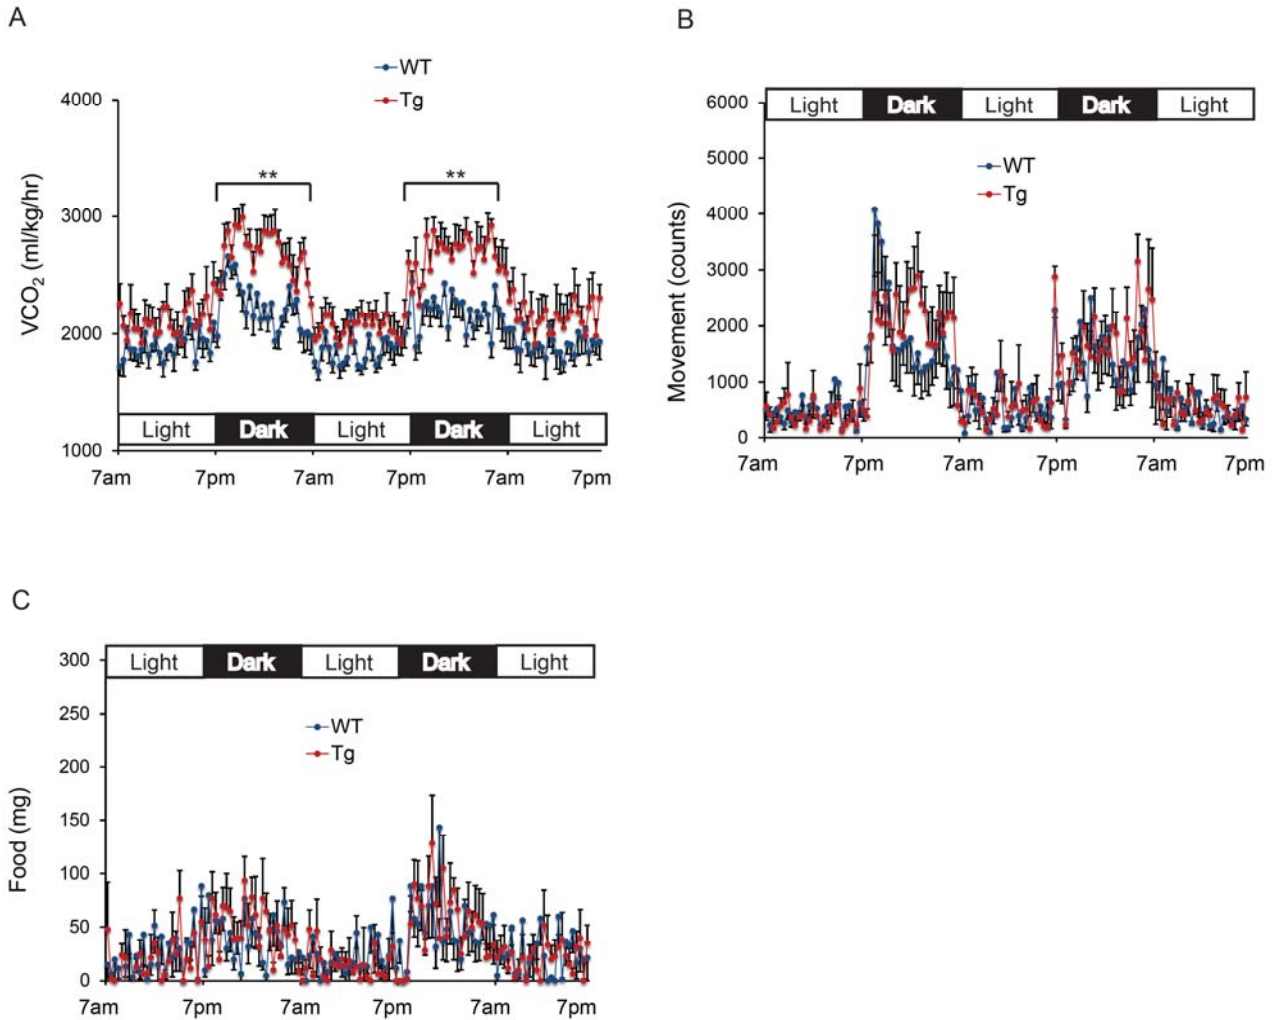 A
WT
Tg
4000
3000
2000
1000
VCO2 (ml/kg/hr)
**
**
Light
Dark
Light
Dark
Light
7am
7pm
7am
7pm
7am
7pm
B
Light
Dark
Light
Dark
Light
WT
Tg
6000
5000
4000
3000
2000
1000
0
Movement (counts)
7am
7pm
7am
7pm
7am
7pm
C
Light
Dark
Light
Dark
Light
WT
Tg
300
250
200
150
100
50
0
Food (mg)
7am
7pm
7am
7pm
7am
7pm